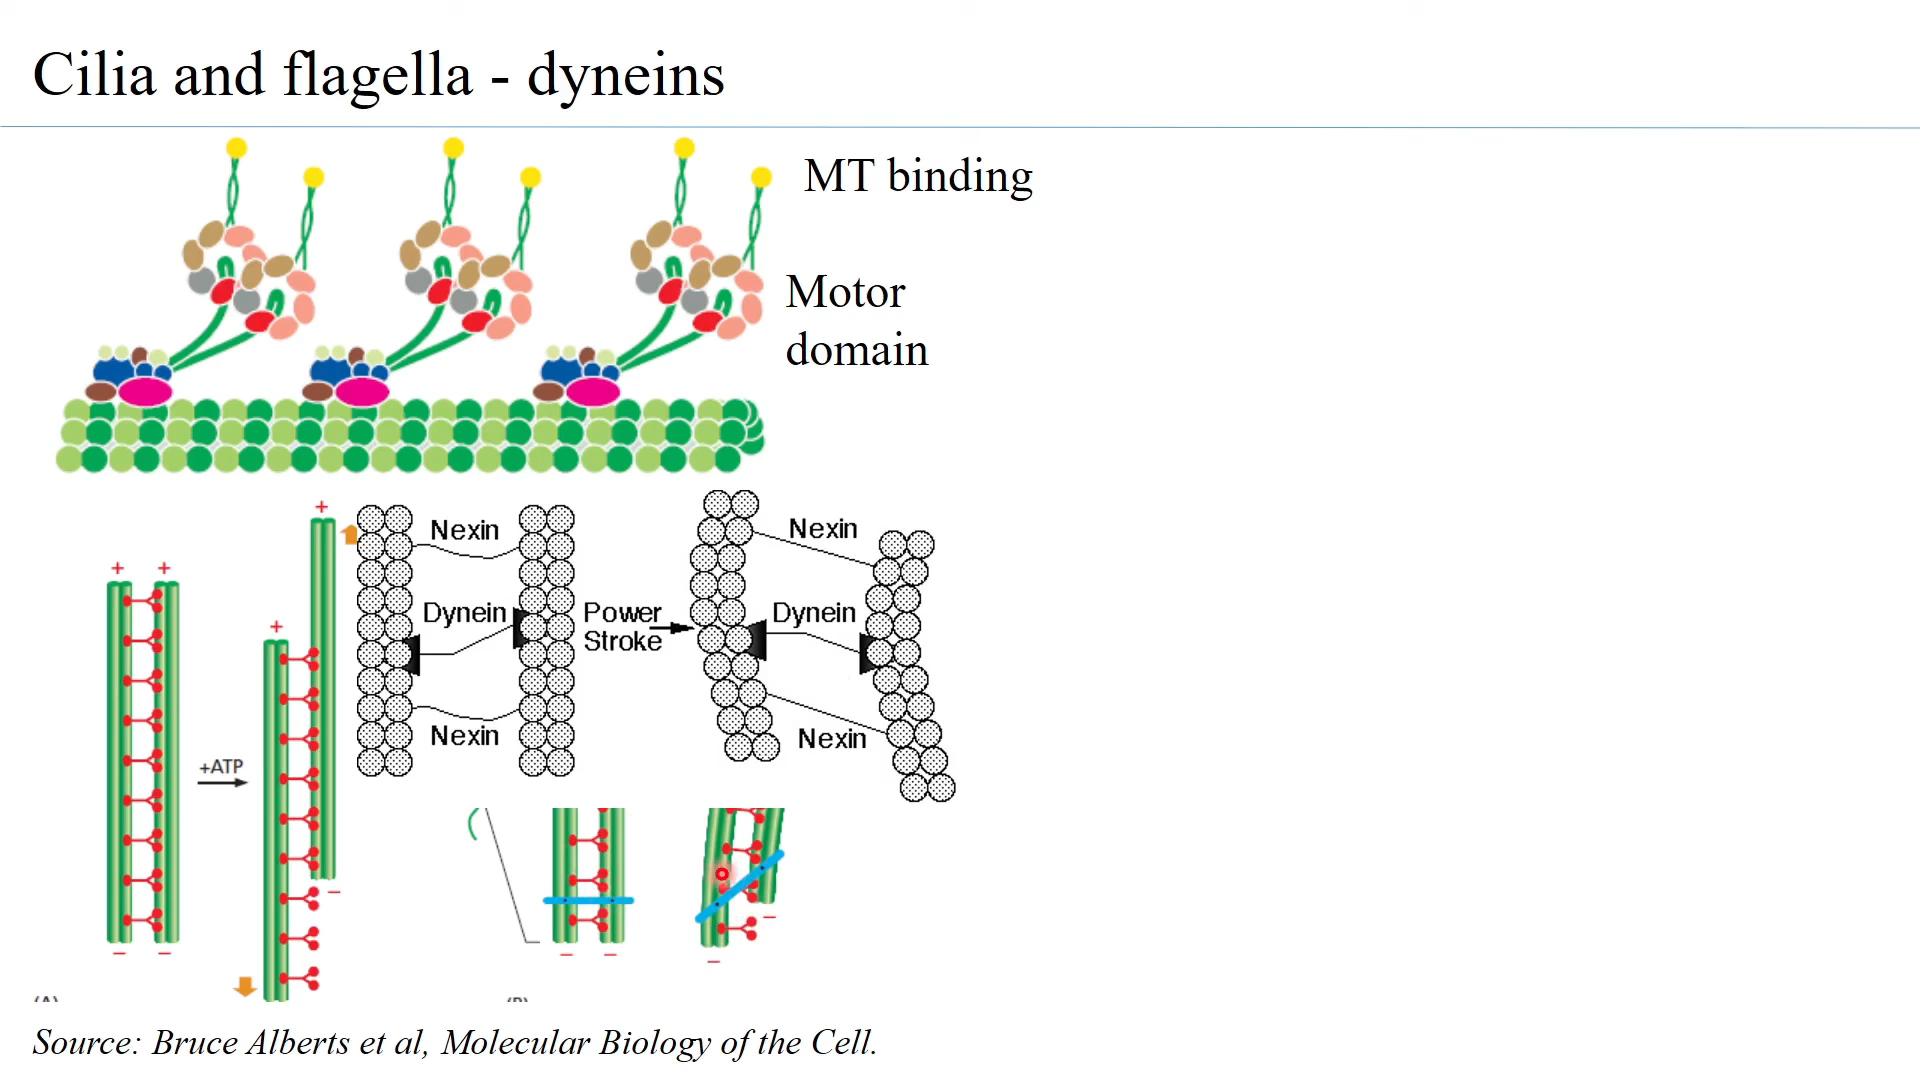 Cilia and flagella - dyneins
MT binding
Motor
domain
+
+
+
+
Nexin
Nexin
Dynein
Power
Stroke
Dynein
Nexin
Nexin
+ATP
−
−
−
−
−
−
−
Source: Bruce Alberts et al, Molecular Biology of the Cell.